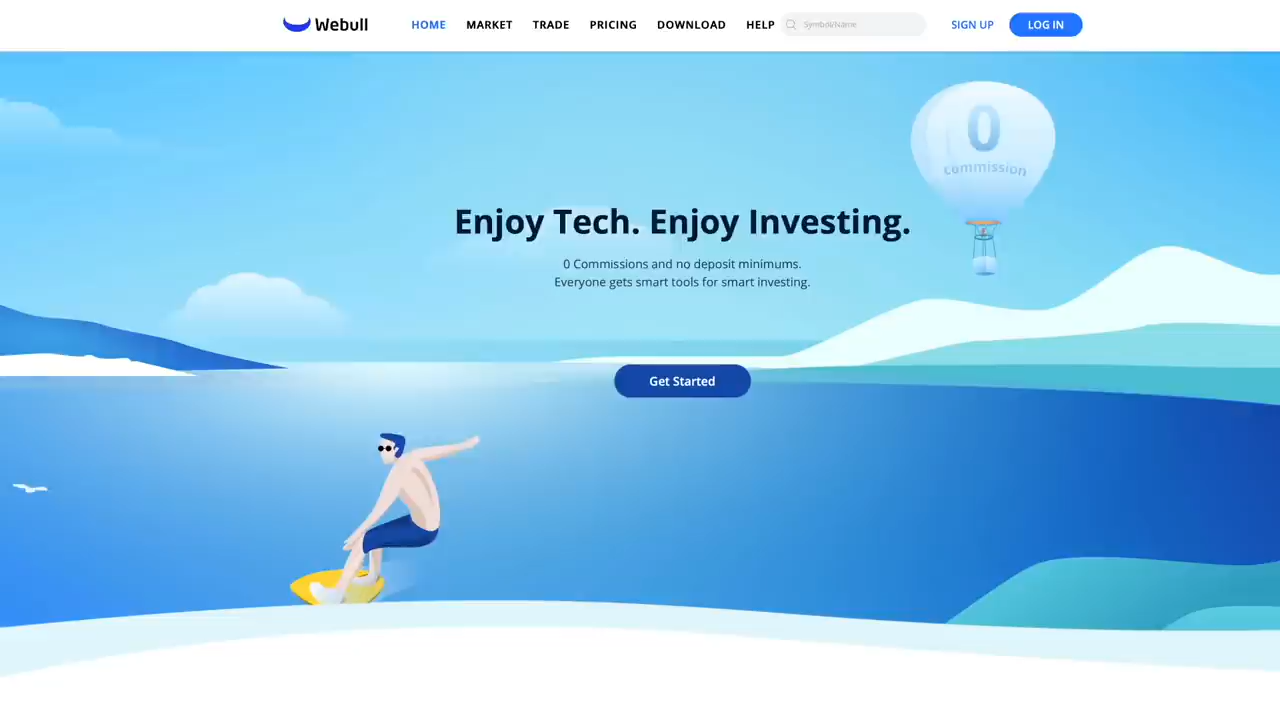 Webull
HOME MARKET TRADE PRICING DOWNLOAD HELP Symbol/Name SIGN UP LOG IN
0
commission
Enjoy Tech. Enjoy Investing.
0 Commissions and no deposit minimums.
Everyone gets smart tools for smart investing.
Get Started